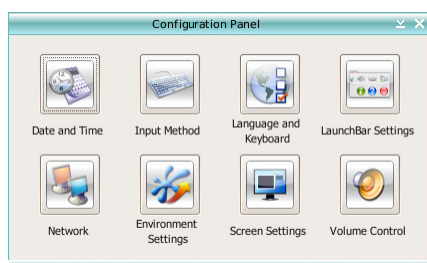 Configuration Panel
Date and Time
Input Method
Language and
Keyboard
LaunchBar Settings
Network
Environment
Settings
Screen Settings
Volume Control